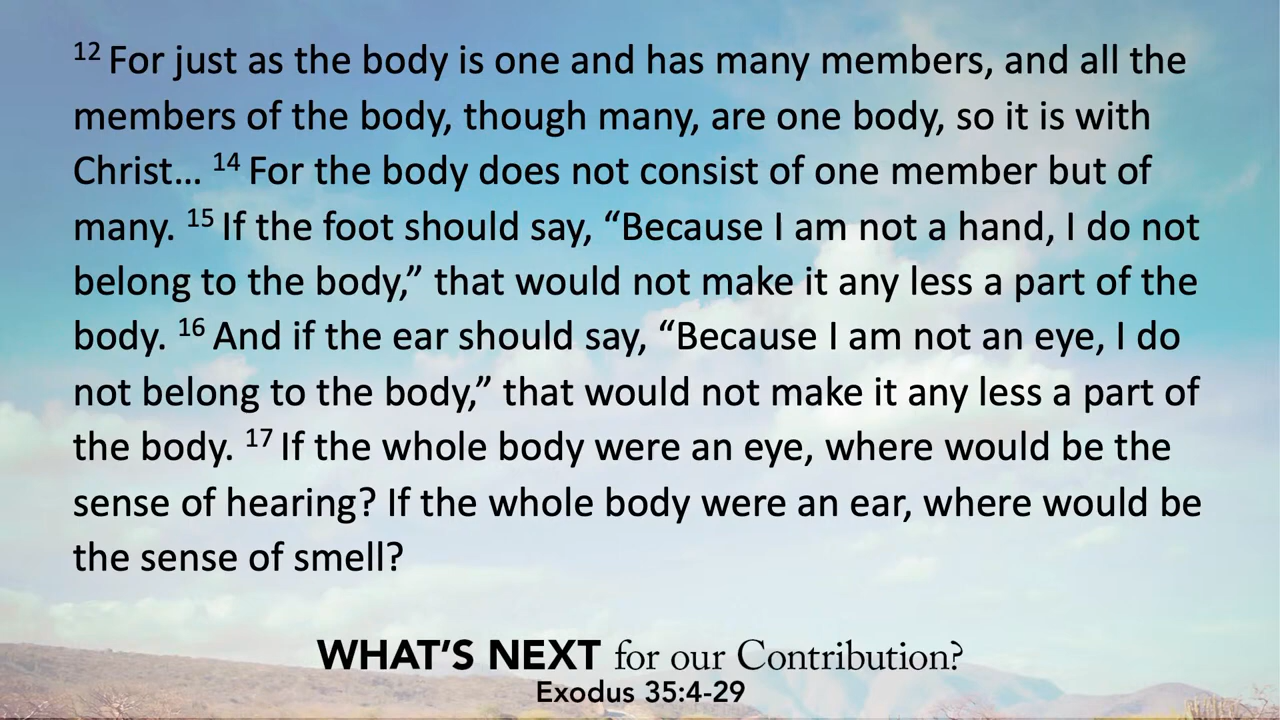 12 For just as the body is one and has many members, and all the
members of the body, though many, are one body, so it is with
Christ… 14 For the body does not consist of one member but of
many. 15 If the foot should say, “Because I am not a hand, I do not
belong to the body,” that would not make it any less a part of the
body. 16 And if the ear should say, “Because I am not an eye, I do
not belong to the body,” that would not make it any less a part of
the body. 17 If the whole body were an eye, where would be the
sense of hearing? If the whole body were an ear, where would be
the sense of smell?
WHAT’S NEXT for our Contribution?
Exodus 35:4-29